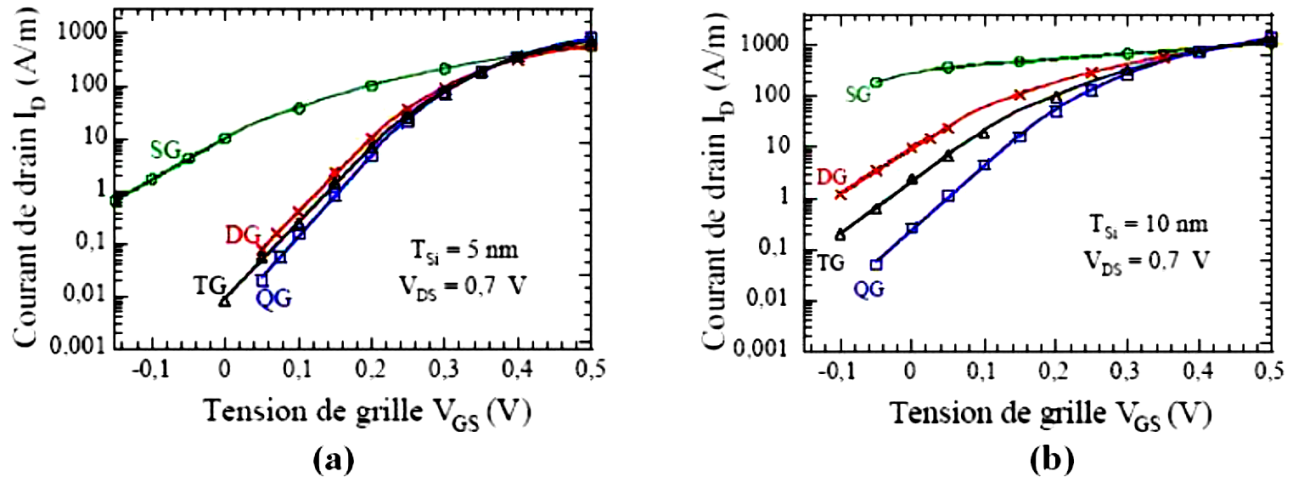 Courant de drain I_D (A/m)
1000
100
10
1
0,1
0,01
0.001
SG
DG
TG
QG
T_Si = 5 nm
V_DS = 0,7 V
-0,1 0 0,1 0,2 0,3 0,4 0,5
Tension de grille V_GS (V)
(a)
Courant de drain I_D (A/m)
1000
100
10
1
0,1
0,01
0,001
SG
DG
TG
QG
T_Si = 10 nm
V_DS = 0,7 V
-0,1 0 0,1 0,2 0,3 0,4 0,5
Tension de grille V_GS (V)
(b)